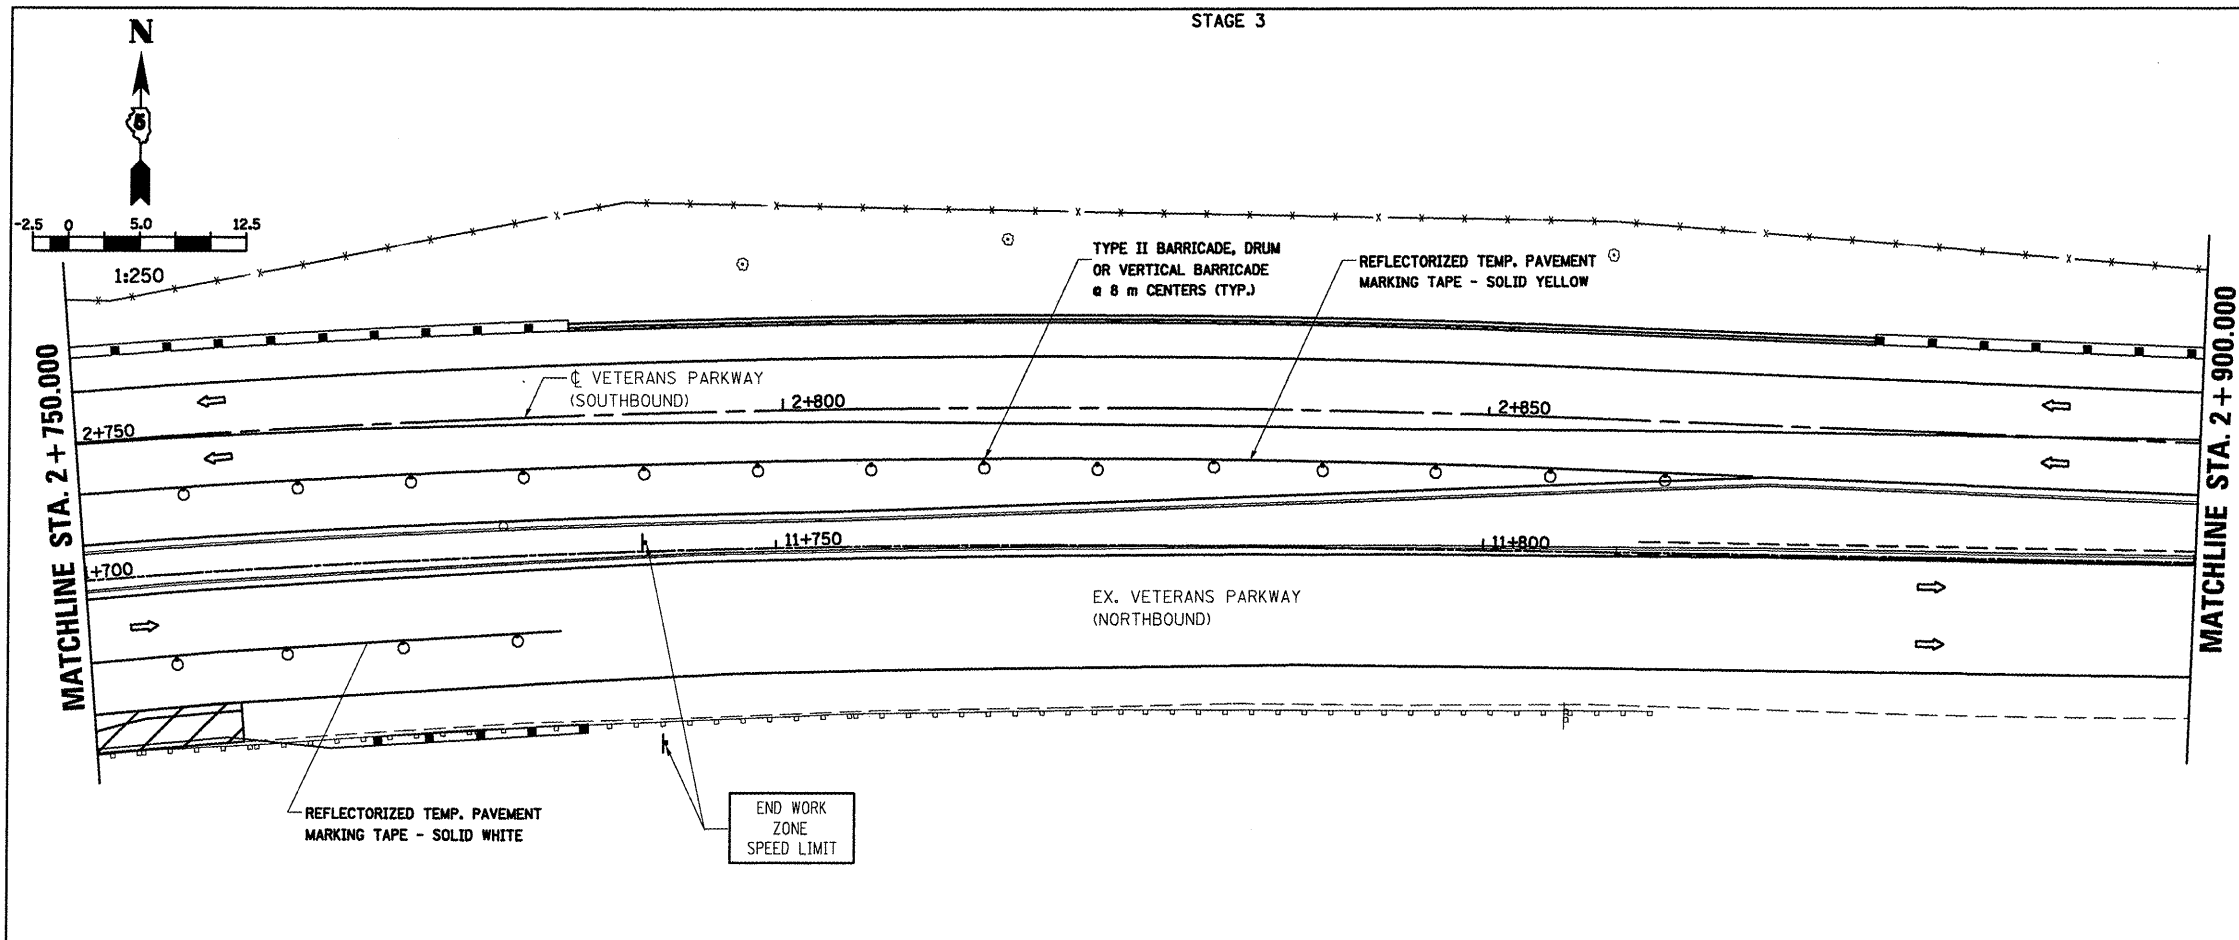 STAGE 3
N
5
-2.5 0 5.0 12.5
1:250
TYPE II BARRICADE, DRUM
OR VERTICAL BARRICADE
@ 8 m CENTERS (TYP.)
REFLECTORIZED TEMP. PAVEMENT
MARKING TAPE - SOLID YELLOW
MATCHLINE STA. 2+750.000
MATCHLINE STA. 2+900.000
℄ VETERANS PARKWAY
(SOUTHBOUND)
2+800
2+850
2+750
11+750
11+800
+700
EX. VETERANS PARKWAY
(NORTHBOUND)
REFLECTORIZED TEMP. PAVEMENT
MARKING TAPE - SOLID WHITE
END WORK
ZONE
SPEED LIMIT